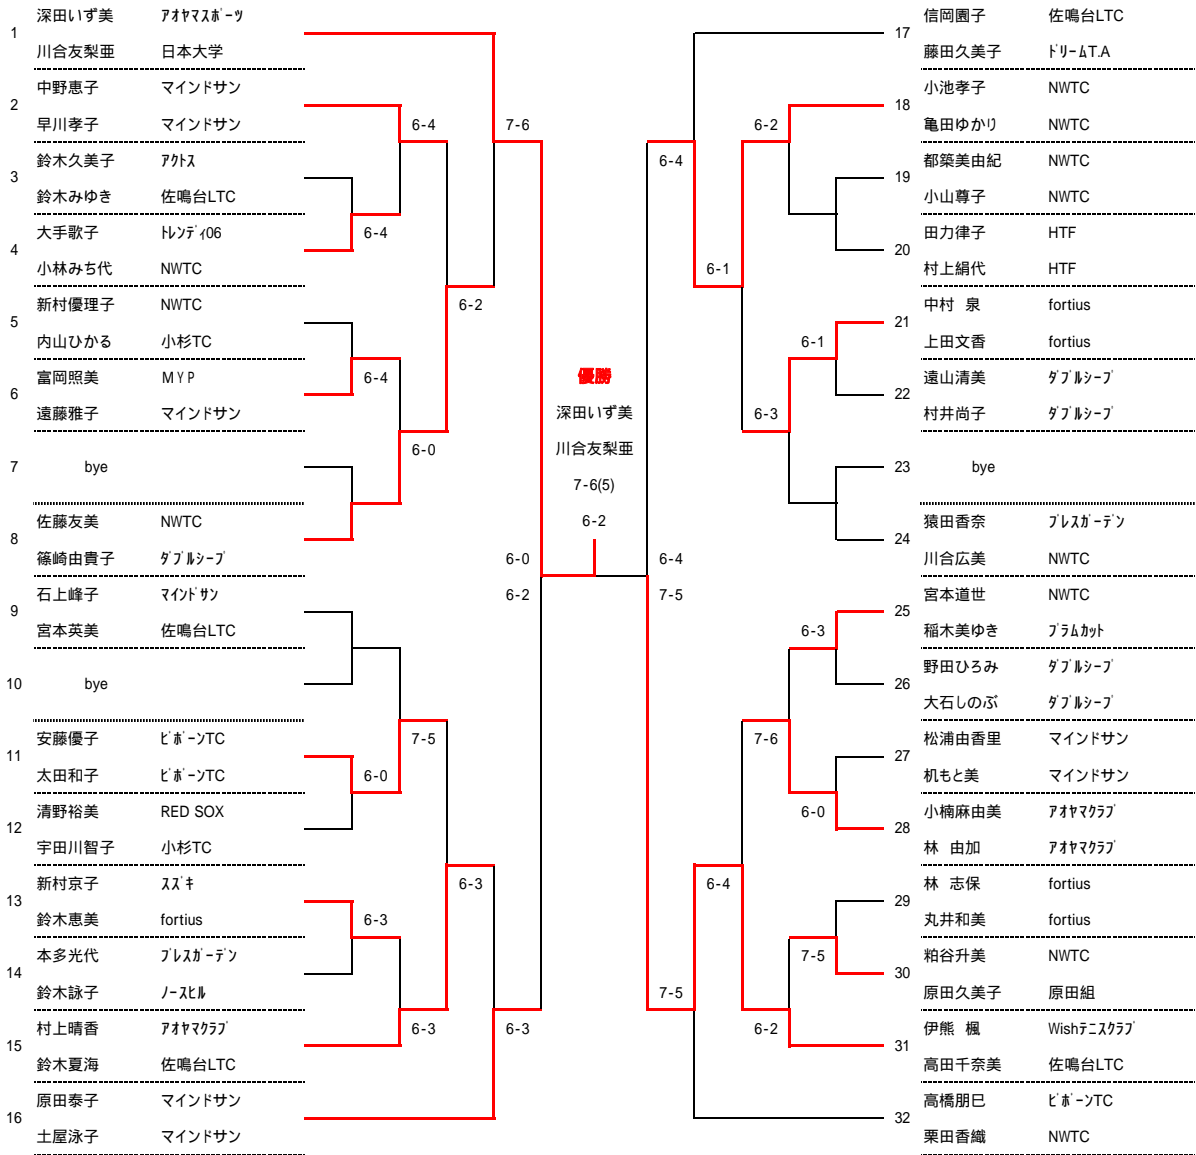 1
深田いず美 アオヤマスポーツ
川合友梨亜 日本大学
2
中野恵子 マインドサン
早川孝子 マインドサン
3
鈴木久美子 アクトス
鈴木みゆき 佐鳴台LTC
4
大手歌子 トレンディ06
小林みち代 NWTC
5
新村優理子 NWTC
内山ひかる 小杉TC
6
富岡照美 MYP
遠藤雅子 マインドサン
7
bye
8
佐藤友美 NWTC
篠崎由貴子 ダブルシーブ
9
石上峰子 マインドサン
宮本英美 佐鳴台LTC
10
bye
11
安藤優子 ビボーンTC
太田和子 ビボーンTC
12
清野裕美 RED SOX
宇田川智子 小杉TC
13
新村京子 スズキ
鈴木恵美 fortius
14
本多光代 ブレスガーデン
鈴木詠子 ノースヒル
15
村上晴香 アオヤマクラブ
鈴木夏海 佐鳴台LTC
16
原田泰子 マインドサン
土屋泳子 マインドサン
6-4
6-4
6-4
6-0
6-2
7-6
6-0
7-5
6-3
6-3
6-3
6-3
6-0
6-2
優勝
深田いず美
川合友梨亜
7-6(5)
6-2
6-4
7-5
6-4
6-2
6-1
6-1
6-3
6-3
7-6
6-0
6-4
7-5
6-2
7-5
17
信岡園子 佐鳴台LTC
藤田久美子 ドリームT.A
18
小池孝子 NWTC
亀田ゆかり NWTC
19
都築美由紀 NWTC
小山尊子 NWTC
20
田力律子 HTF
村上絹代 HTF
21
中村 泉 fortius
上田文香 fortius
22
遠山清美 ダブルシーブ
村井尚子 ダブルシーブ
23
bye
24
猿田香奈 ブレスガーデン
川合広美 NWTC
25
宮本道世 NWTC
稲木美ゆき プラムカット
26
野田ひろみ ダブルシーブ
大石しのぶ ダブルシーブ
27
松浦由香里 マインドサン
机もと美 マインドサン
28
小楠麻由美 アオヤマクラブ
林 由加 アオヤマクラブ
29
林 志保 fortius
丸井和美 fortius
30
粕谷升美 NWTC
原田久美子 原田組
31
伊熊 楓 Wishテニスクラブ
高田千奈美 佐鳴台LTC
32
高橋朋巳 ビボーンTC
栗田香織 NWTC